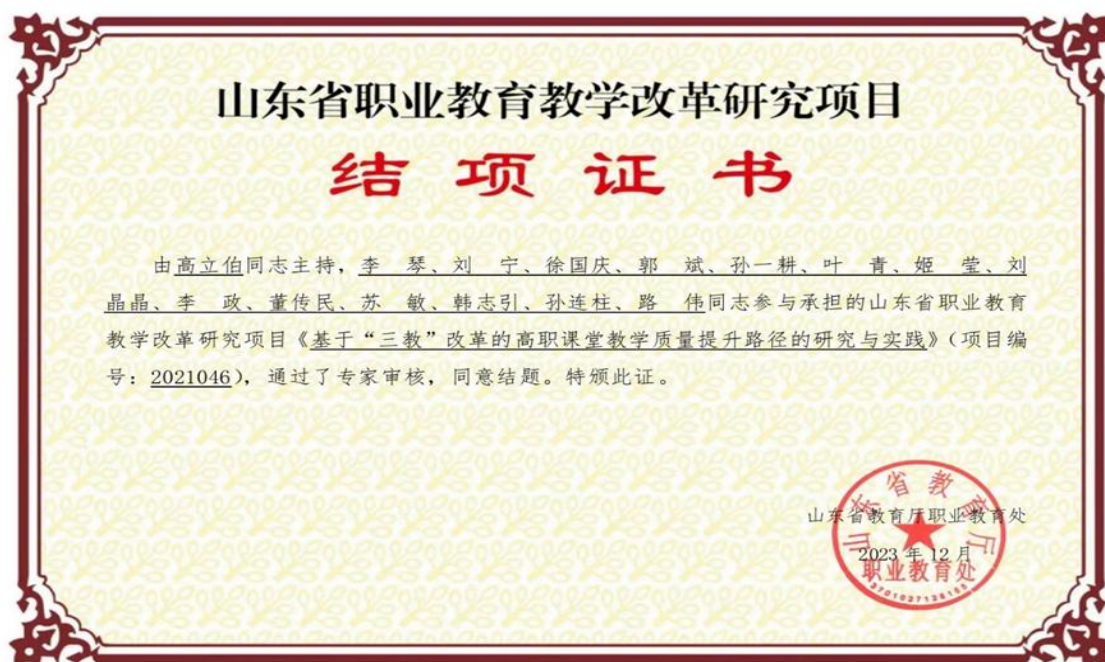 山东省职业教育教学改革研究项目
结 项 证 书
由高立伯同志主持，李　琴、刘　宁、徐国庆、郭　斌、孙一耕、叶　青、姬　莹、刘
晶晶、李　政、董传民、苏　敏、韩志引、孙连柱、路　伟同志参与承担的山东省职业教育
教学改革研究项目《基于“三教”改革的高职课堂教学质量提升路径的研究与实践》（项目编
号：2021046），通过了专家审核，同意结题。特颁此证。
山东省教育厅职业教育处
2023 年 12 月
山东省教育厅
职业教育处